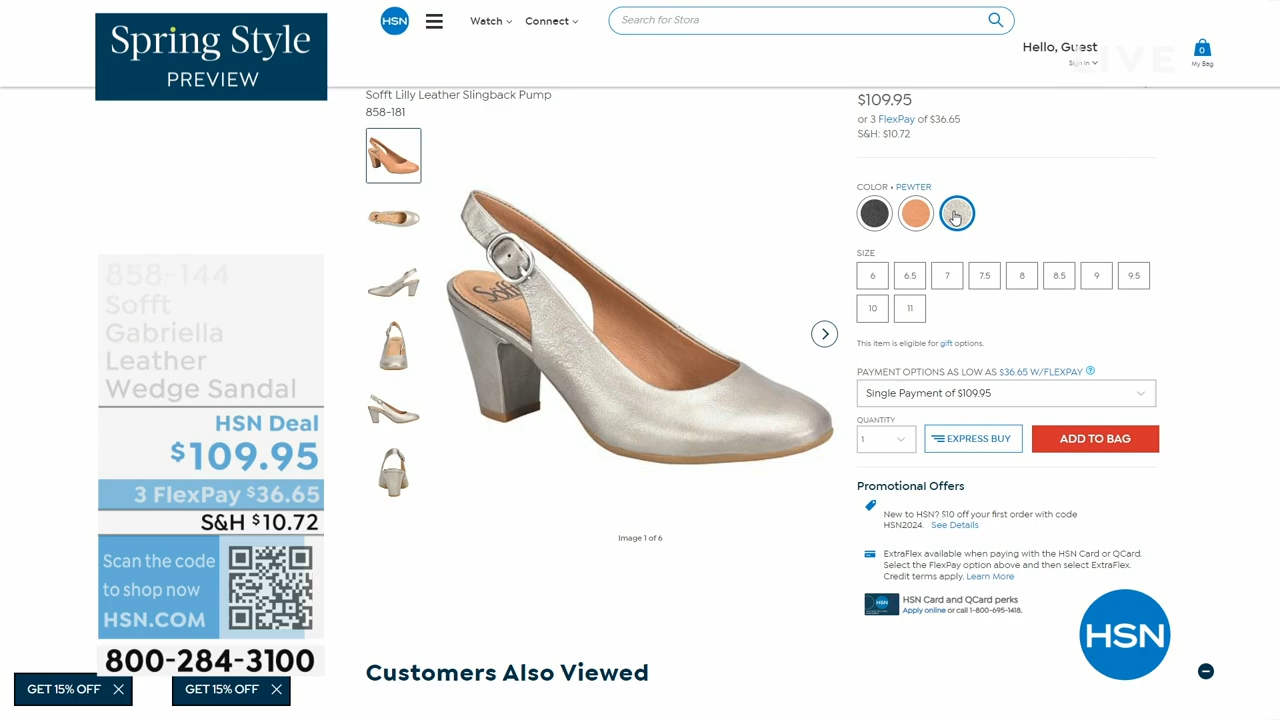 Spring Style
PREVIEW
HSN
Watch
Connect
Search for Stora
Hello, Guest
Sign In
LIVE
0
My Bag
Sofft Lilly Leather Slingback Pump
858-181
$109.95
or 3 FlexPay of $36.65
S&H: $10.72
COLOR • PEWTER
SIZE
6 6.5 7 7.5 8 8.5 9 9.5
10 11
This item is eligible for gift options.
PAYMENT OPTIONS AS LOW AS $36.65 W/FLEXPAY ?
Single Payment of $109.95
QUANTITY
1
EXPRESS BUY
ADD TO BAG
Promotional Offers
New to HSN? $10 off your first order with code
HSN2024. See Details
ExtraFlex available when paying with the HSN Card or QCard.
Select the FlexPay option above and then select ExtraFlex.
Credit terms apply. Learn More
HSN
HSN Card and QCard perks
Apply online or call 1-800-695-1418.
Sofft
Image 1 of 6
858-144
Sofft
Gabriella
Leather
Wedge Sandal
HSN Deal
$109.95
3 FlexPay $36.65
S&H $10.72
Scan the code
to shop now
HSN.COM
800-284-3100
GET 15% OFF
GET 15% OFF
Customers Also Viewed
HSN